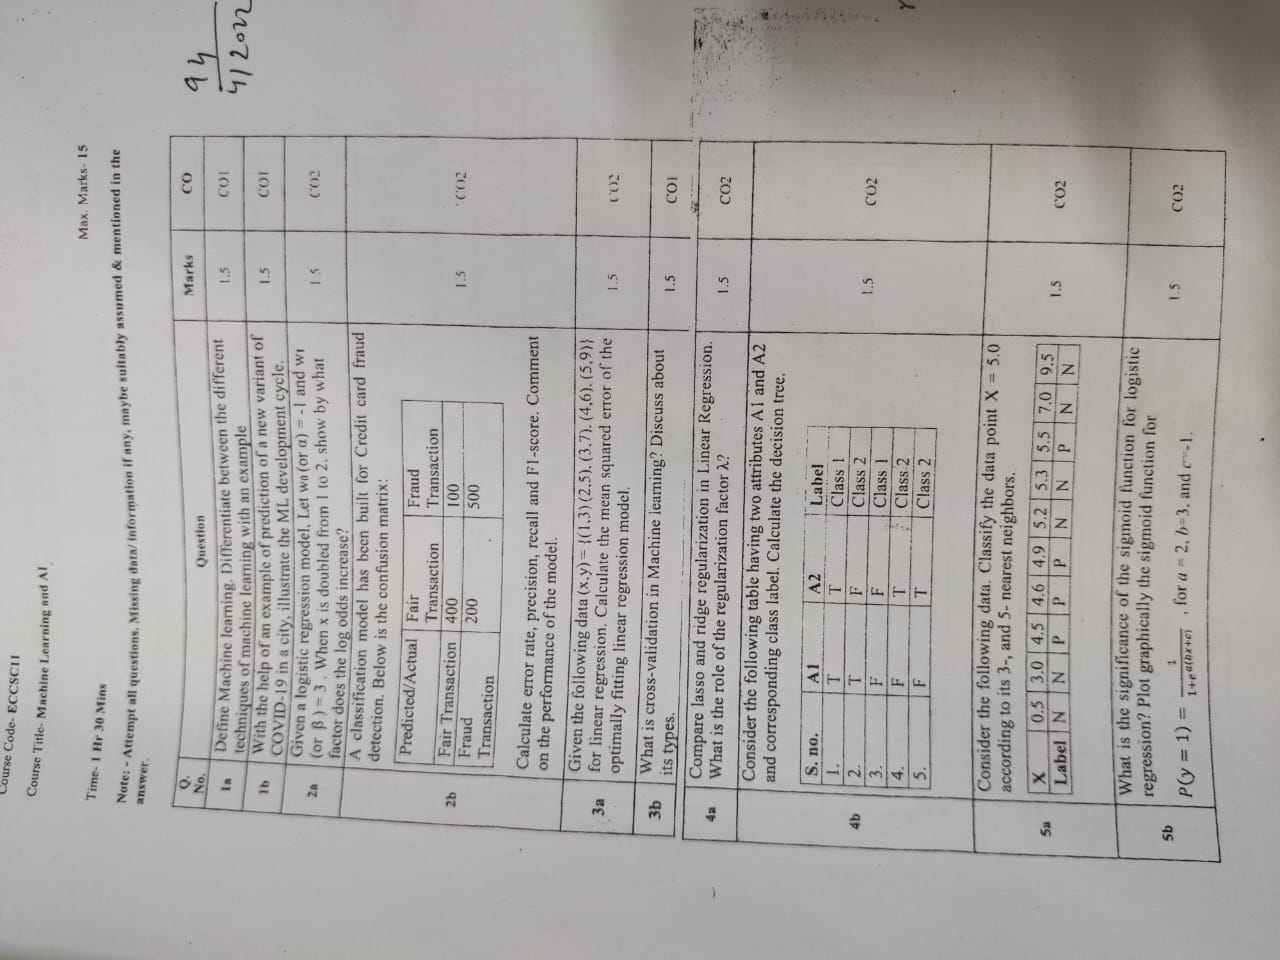 Course Code- ECCSC11
Course Title- Machine Learning and AI
Time- 1 Hr 30 Mins Max. Marks- 15
Note: - Attempt all questions. Missing data/ information if any, maybe suitably assumed & mentioned in the
answer.
Q. No. Question Marks CO
1a Define Machine learning. Differentiate between the different 1.5 CO1
techniques of machine learning with an example
1b With the help of an example of prediction of a new variant of 1.5 CO1
COVID-19 in a city, illustrate the ML development cycle.
2a Given a logistic regression model, Let w0 (or α) = -1 and w1 1.5 CO2
(or β) = 3 . When x is doubled from 1 to 2, show by what
factor does the log odds increase?
2b A classification model has been built for Credit card fraud 1.5 CO2
detection. Below is the confusion matrix:
Predicted/Actual Fair Transaction Fraud Transaction
Fair Transaction 400 100
Fraud Transaction 200 500
Calculate error rate, precision, recall and F1-score. Comment
on the performance of the model.
3a Given the following data (x,y) = {(1,3) (2,5), (3,7), (4,6), (5,9)} 1.5 CO2
for linear regression. Calculate the mean squared error of the
optimally fitting linear regression model.
3b What is cross-validation in Machine learning? Discuss about 1.5 CO1
its types.
4a Compare lasso and ridge regularization in Linear Regression. 1.5 CO2
What is the role of the regularization factor λ?
4b Consider the following table having two attributes A1 and A2 1.5 CO2
and corresponding class label. Calculate the decision tree.
S. no. A1 A2 Label
1. T T Class 1
2. T F Class 2
3. F F Class 1
4. F T Class 2
5. F T Class 2
5a Consider the following data. Classify the data point X = 5.0 1.5 CO2
according to its 3-, and 5- nearest neighbors.
X 0.5 3.0 4.5 4.6 4.9 5.2 5.3 5.5 7.0 9.5
Label N N P P P N N P N N
5b What is the significance of the sigmoid function for logistic 1.5 CO2
regression? Plot graphically the sigmoid function for
P(y = 1) = 1/1+e^a(bx+c) , for a = 2, b=3, and c=-1.